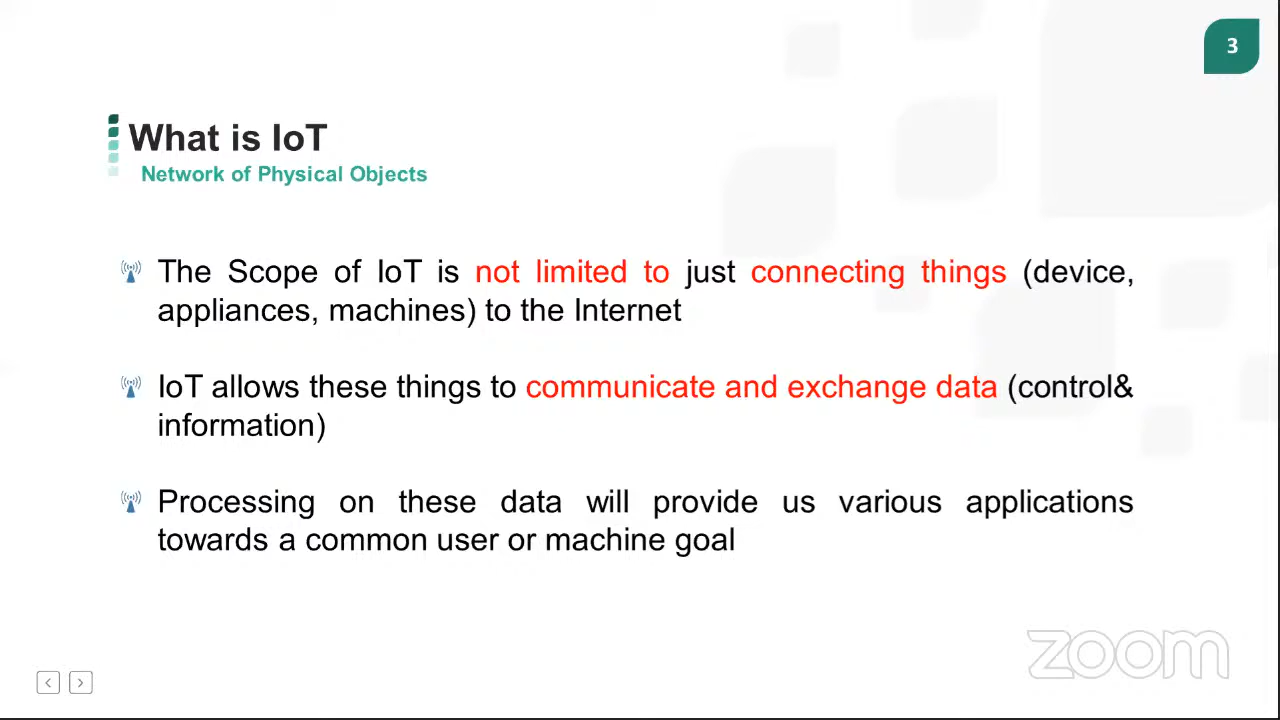 3
What is IoT
Network of Physical Objects
The Scope of IoT is not limited to just connecting things (device,
appliances, machines) to the Internet
IoT allows these things to communicate and exchange data (control&
information)
Processing on these data will provide us various applications
towards a common user or machine goal
zoom